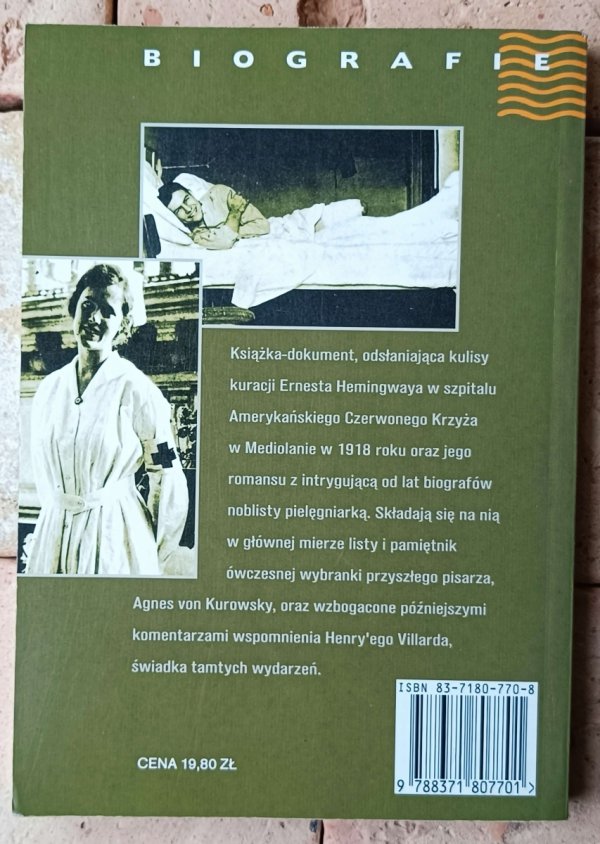 BIOGRAFIE
Książka-dokument, odsłaniająca kulisy
kuracji Ernesta Hemingwaya w szpitalu
Amerykańskiego Czerwonego Krzyża
w Mediolanie w 1918 roku oraz jego
romansu z intrygującą od lat biografów
noblisty pielęgniarką. Składają się na nią
w głównej mierze listy i pamiętnik
ówczesnej wybranki przyszłego pisarza,
Agnes von Kurowsky, oraz wzbogacone późniejszymi
komentarzami wspomnienia Henry'ego Villarda,
świadka tamtych wydarzeń.
CENA 19,80 ZŁ
ISBN 83-7180-770-8
9 788371 807701 >